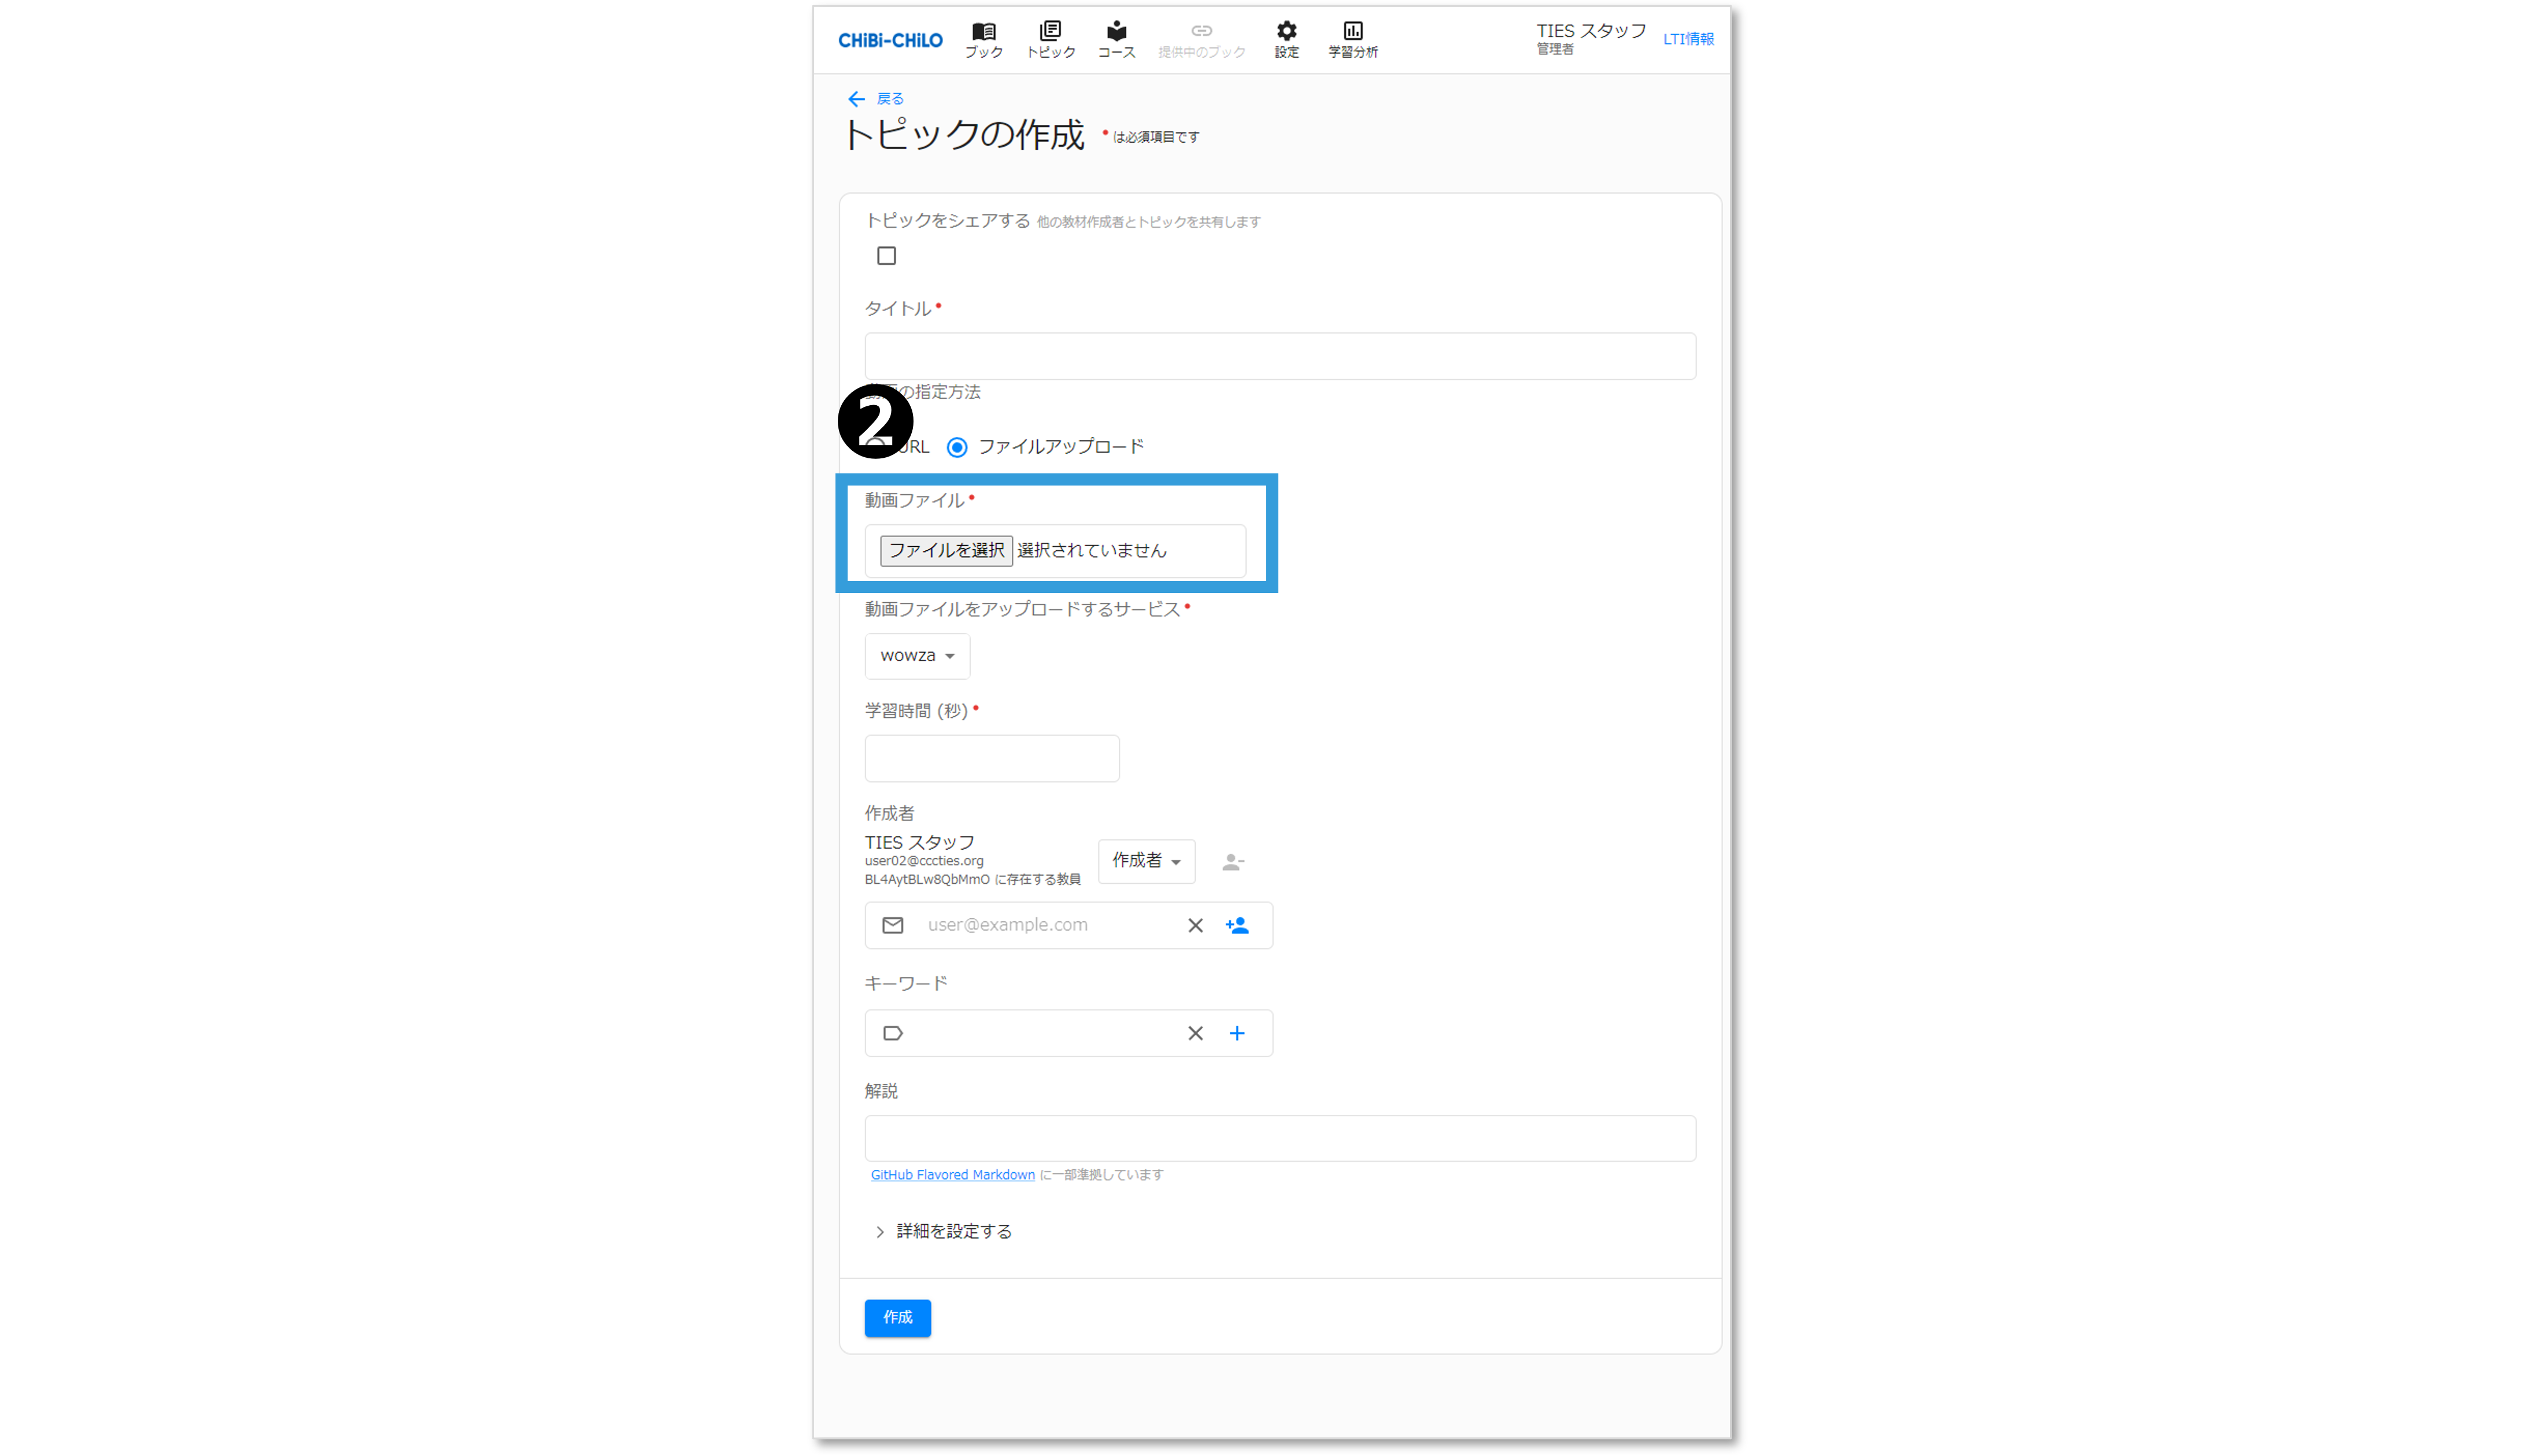 CHiBi-CHiLO
ブック
トピック
コース
提供中のブック
設定
学習分析
TIES スタッフ
管理者
LTI情報
戻る
トピックの作成 * は必須項目です
トピックをシェアする 他の教材作成者とトピックを共有します
タイトル *
の指定方法
2
URL ファイルアップロード
動画ファイル *
ファイルを選択 選択されていません
動画ファイルをアップロードするサービス *
wowza
学習時間 (秒) *
作成者
TIES スタッフ
user02@cccties.org
BL4AytBLw8QbMmO に存在する教員
作成者
user@example.com
キーワード
解説
GitHub Flavored Markdown に一部準拠しています
詳細を設定する
作成